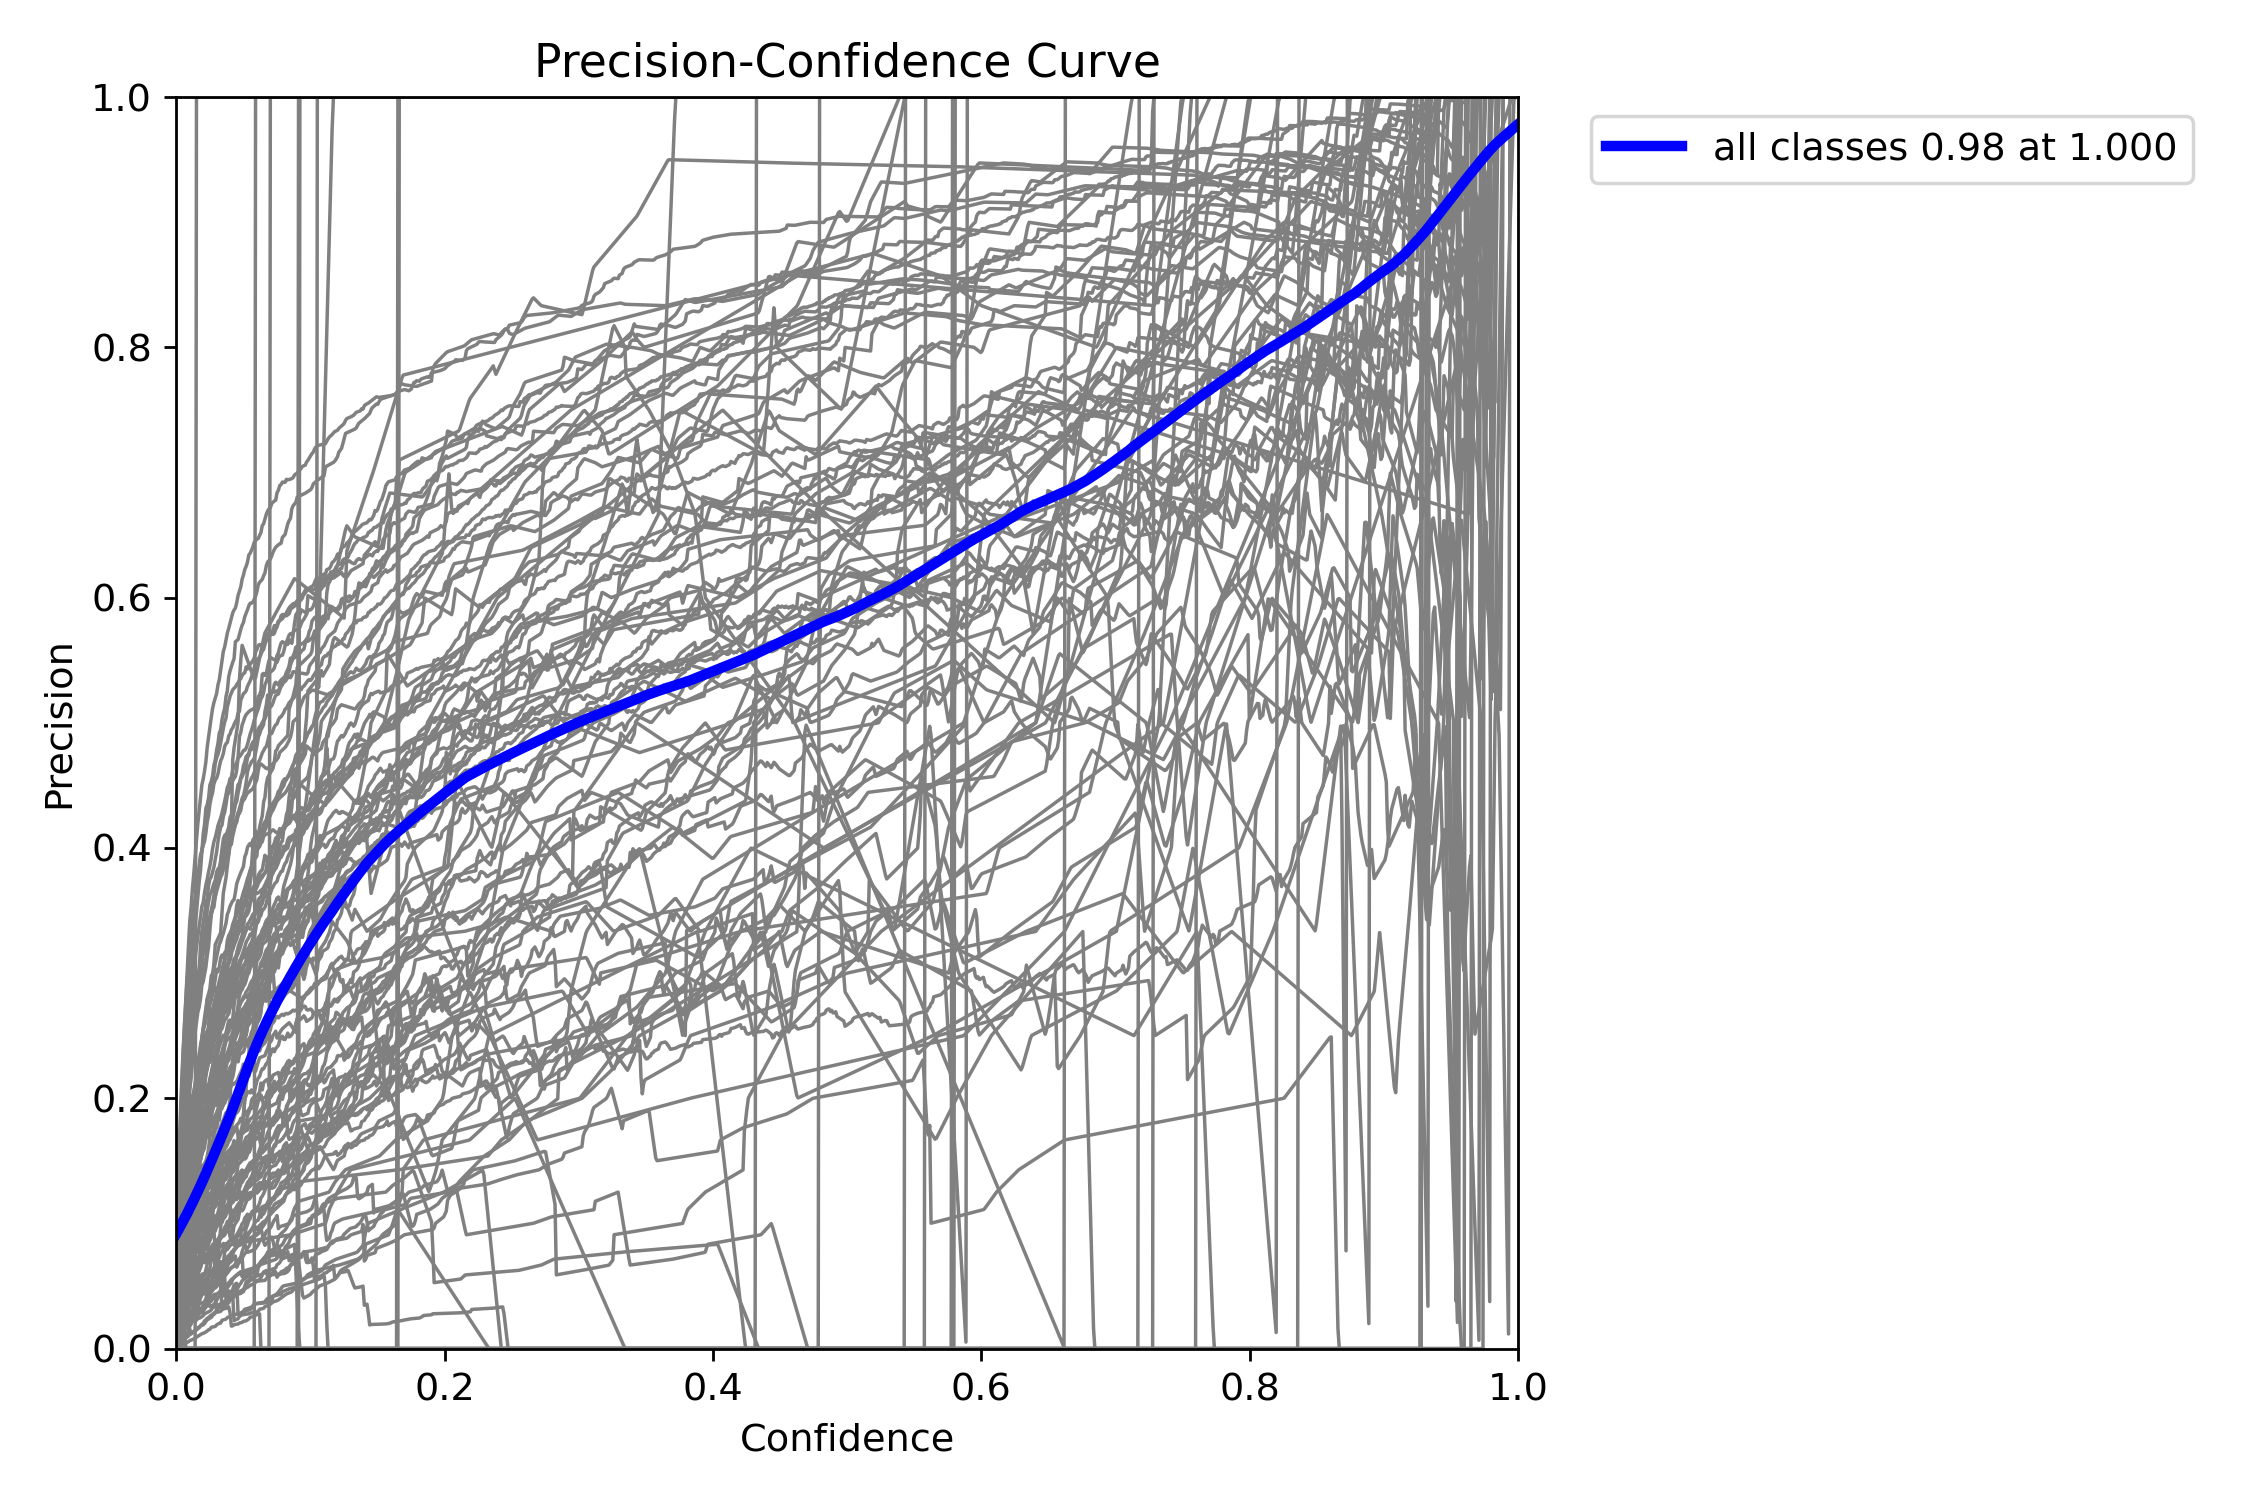 Precision-Confidence Curve
1.0
0.8
0.6
0.4
0.2
0.0
Precision
0.0 0.2 0.4 0.6 0.8 1.0
Confidence
all classes 0.98 at 1.000